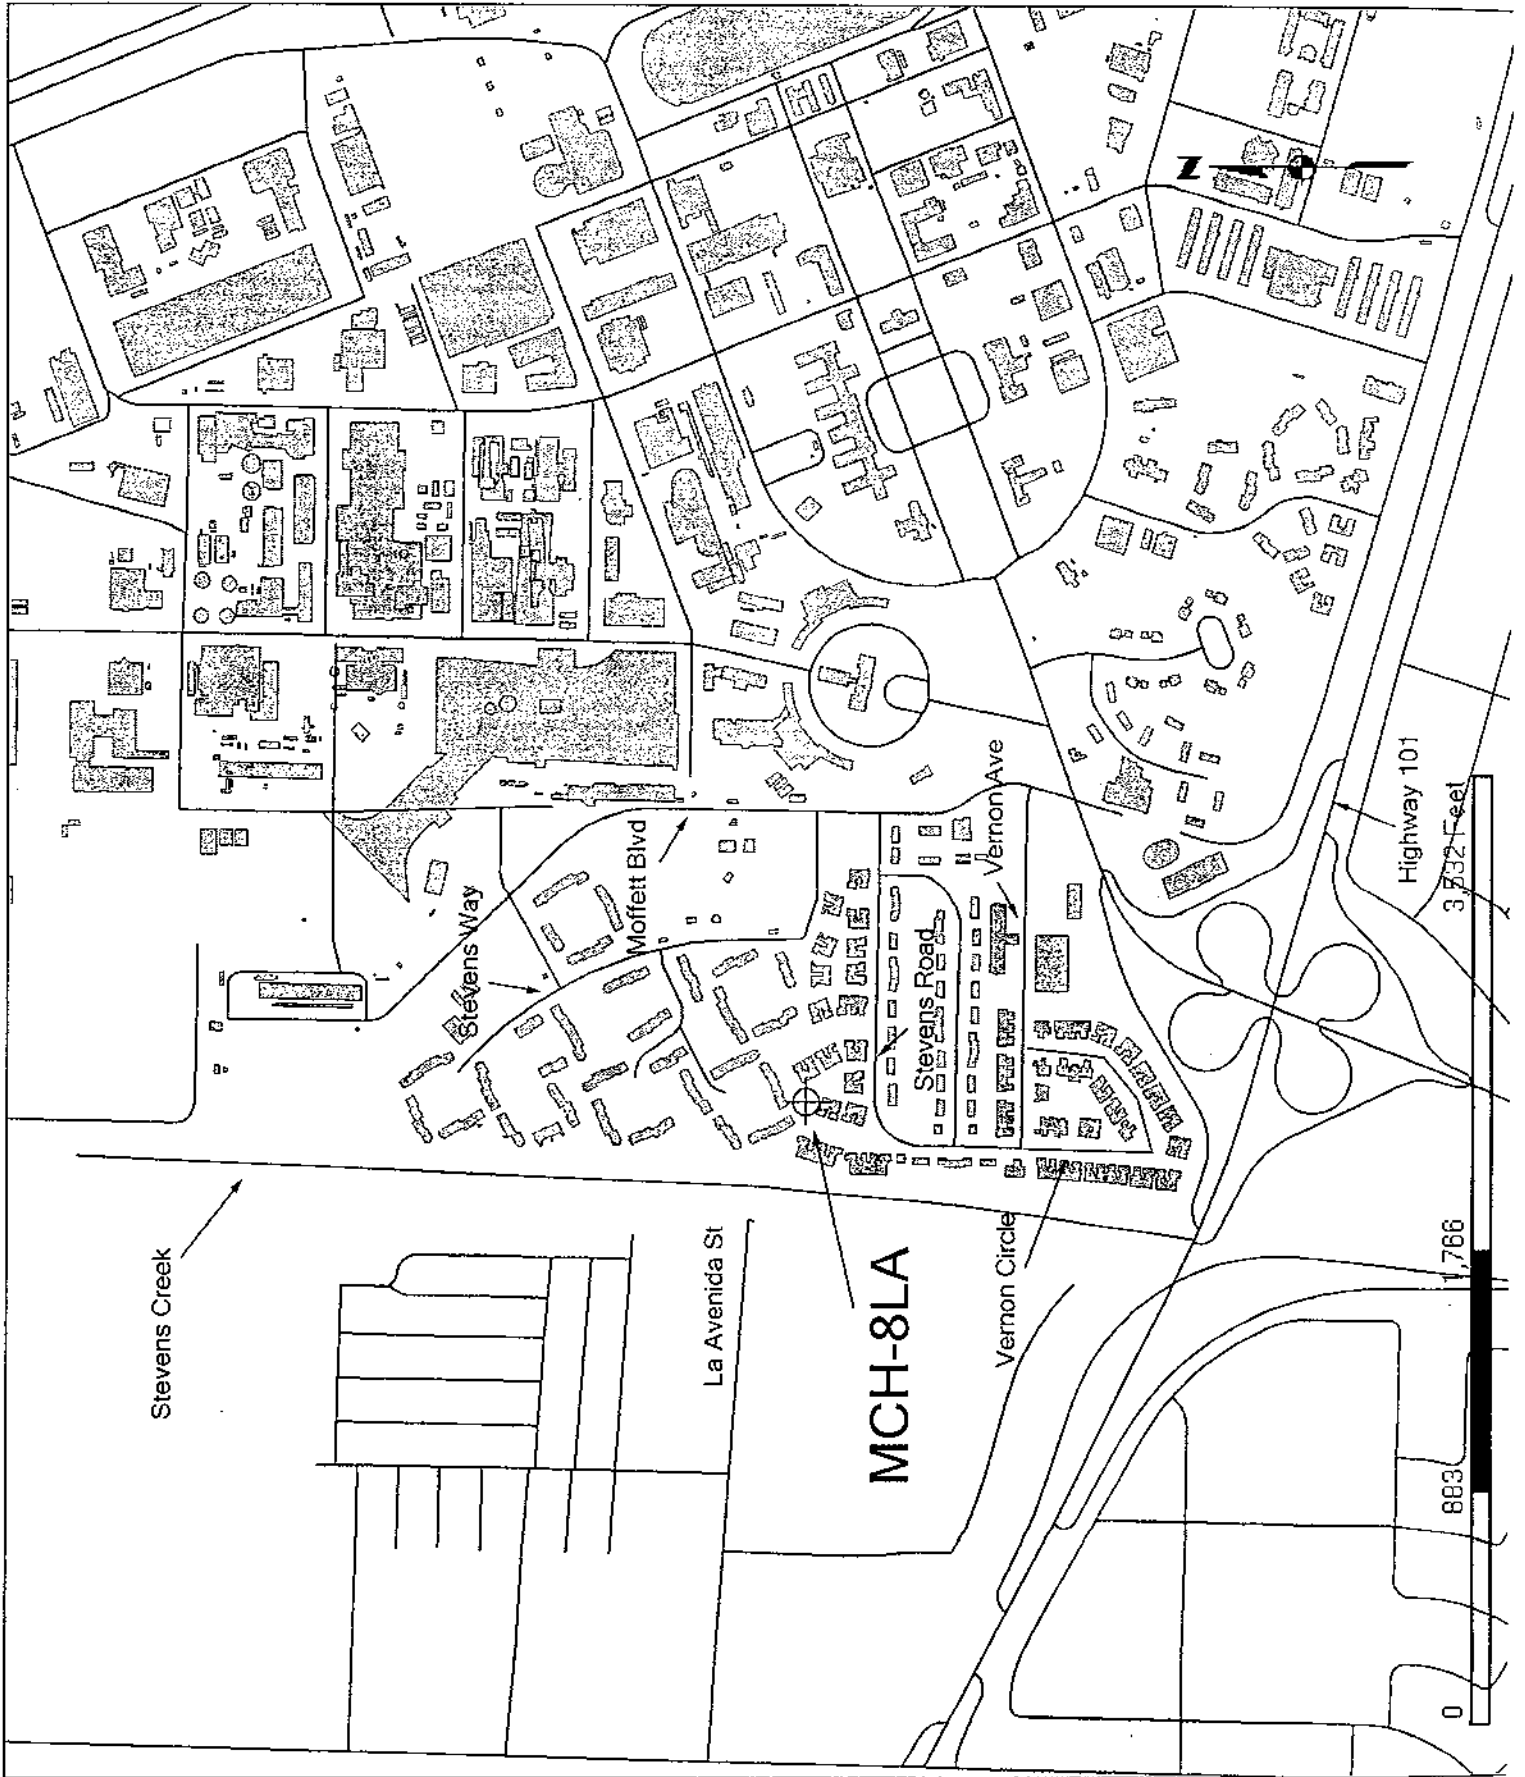 Stevens Creek
La Avenida St
MCH-8LA
Vernon Circle
Stevens Way
Moffett Blvd
Stevens Road
Vernon Ave
Highway 101
N
0
883
1,766
3,532 Feet